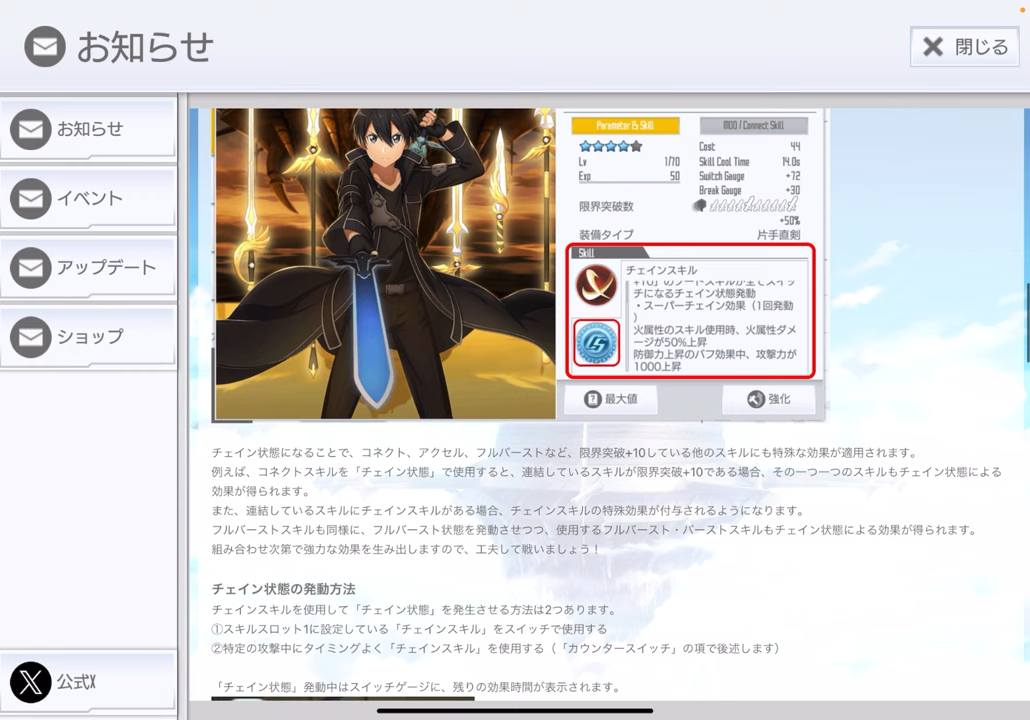 お知らせ
閉じる
お知らせ
イベント
アップデート
ショップ
公式X
Parameter & Skill
MOD / Connect Skill
Lv 1/70
Exp 50
限界突破数
+50%
装備タイプ 片手直剣
Cost 44
Skill Cool Time 14.0s
Switch Gauge +72
Break Gauge +30
Skill
チェインスキル
+10」のソードスキルが全てスイッ
チになるチェイン状態発動
・スーパーチェイン効果（1回発動
）
火属性のスキル使用時、火属性ダメ
ージが50%上昇
防御力上昇のバフ効果中、攻撃力が
1000上昇
最大値
強化
チェイン状態になることで、コネクト、アクセル、フルバーストなど、限界突破+10している他のスキルにも特殊な効果が適用されます。
例えば、コネクトスキルを「チェイン状態」で使用すると、連結しているスキルが限界突破+10である場合、その一つ一つのスキルもチェイン状態による
効果が得られます。
また、連結しているスキルにチェインスキルがある場合、チェインスキルの特殊効果が付与されるようになります。
フルバーストスキルも同様に、フルバースト状態を発動させつつ、使用するフルバースト・バーストスキルもチェイン状態による効果が得られます。
組み合わせ次第で強力な効果を生み出しますので、工夫して戦いましょう！
チェイン状態の発動方法
チェインスキルを使用して「チェイン状態」を発生させる方法は2つあります。
①スキルスロット1に設定している「チェインスキル」をスイッチで使用する
②特定の攻撃中にタイミングよく「チェインスキル」を使用する（「カウンタースイッチ」の項で後述します）
「チェイン状態」発動中はスイッチゲージに、残りの効果時間が表示されます。